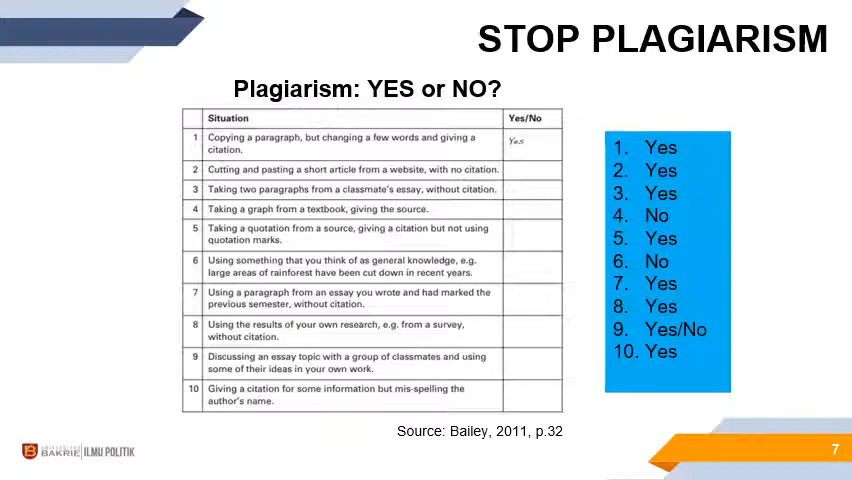 STOP PLAGIARISM
Plagiarism: YES or NO?
Situation Yes/No
1 Copying a paragraph, but changing a few words and giving a Yes
citation.
2 Cutting and pasting a short article from a website, with no citation.
3 Taking two paragraphs from a classmate's essay, without citation.
4 Taking a graph from a textbook, giving the source.
5 Taking a quotation from a source, giving a citation but not using
quotation marks.
6 Using something that you think of as general knowledge, e.g.
large areas of rainforest have been cut down in recent years.
7 Using a paragraph from an essay you wrote and had marked the
previous semester, without citation.
8 Using the results of your own research, e.g. from a survey,
without citation.
9 Discussing an essay topic with a group of classmates and using
some of their ideas in your own work.
10 Giving a citation for some information but mis-spelling the
author's name.
1. Yes
2. Yes
3. Yes
4. No
5. Yes
6. No
7. Yes
8. Yes
9. Yes/No
10. Yes
Source: Bailey, 2011, p.32
UNIVERSITAS
BAKRIE ILMU POLITIK
7